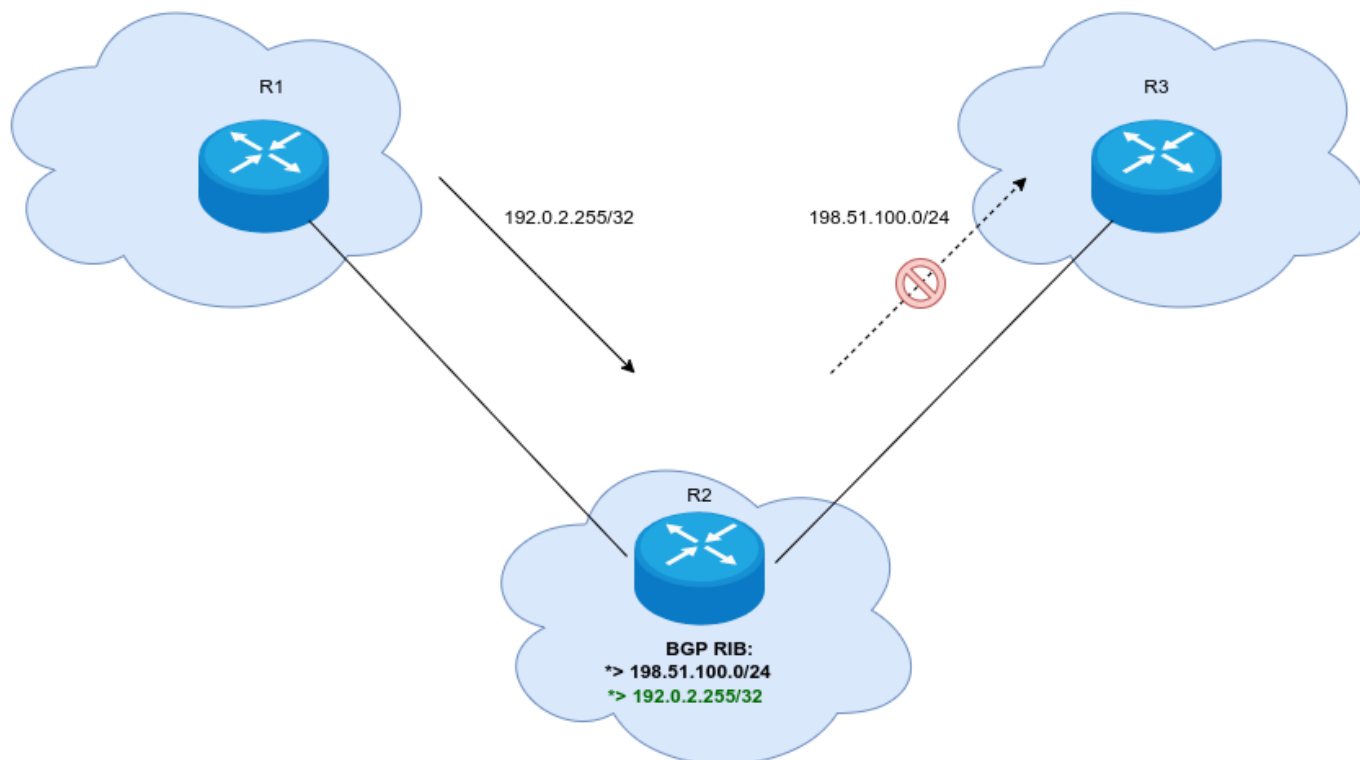 R1
R3
192.0.2.255/32
198.51.100.0/24
R2
BGP RIB:
*> 198.51.100.0/24
*> 192.0.2.255/32